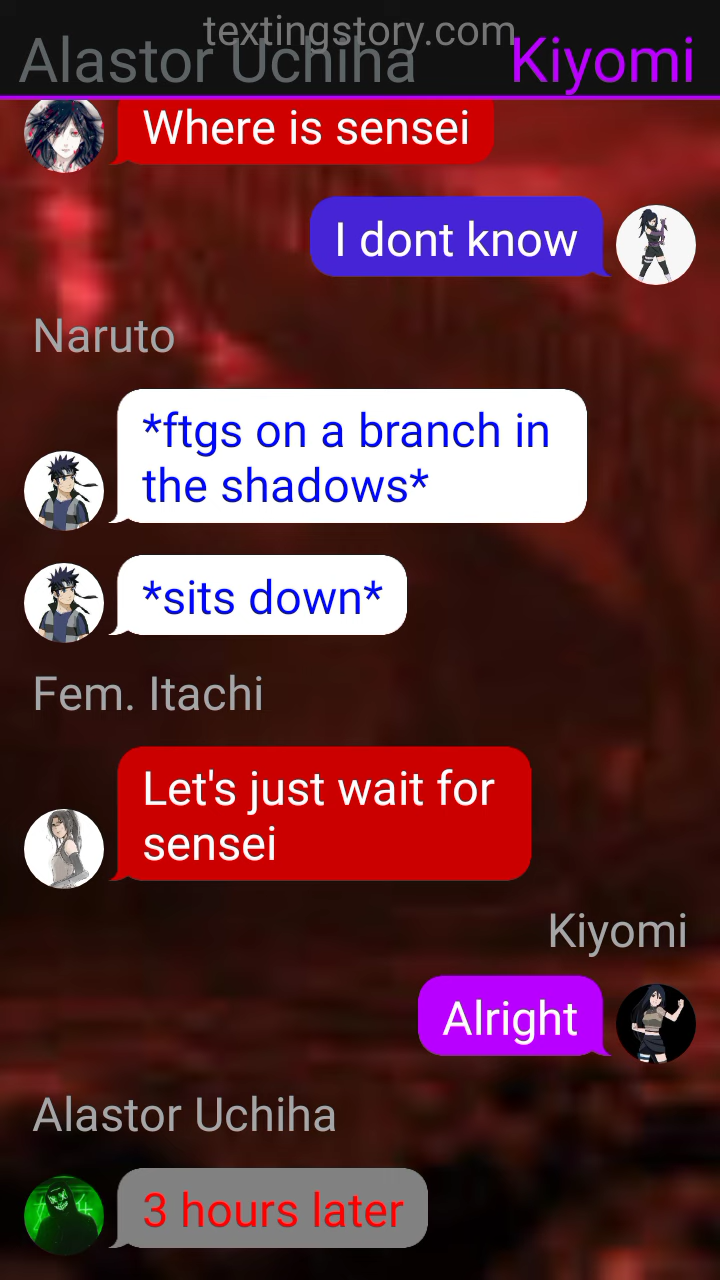 textingstory.com
Alastor Uchiha
Kiyomi
Where is sensei
I dont know
Naruto
*ftgs on a branch in
the shadows*
*sits down*
Fem. Itachi
Let's just wait for
sensei
Kiyomi
Alright
Alastor Uchiha
3 hours later